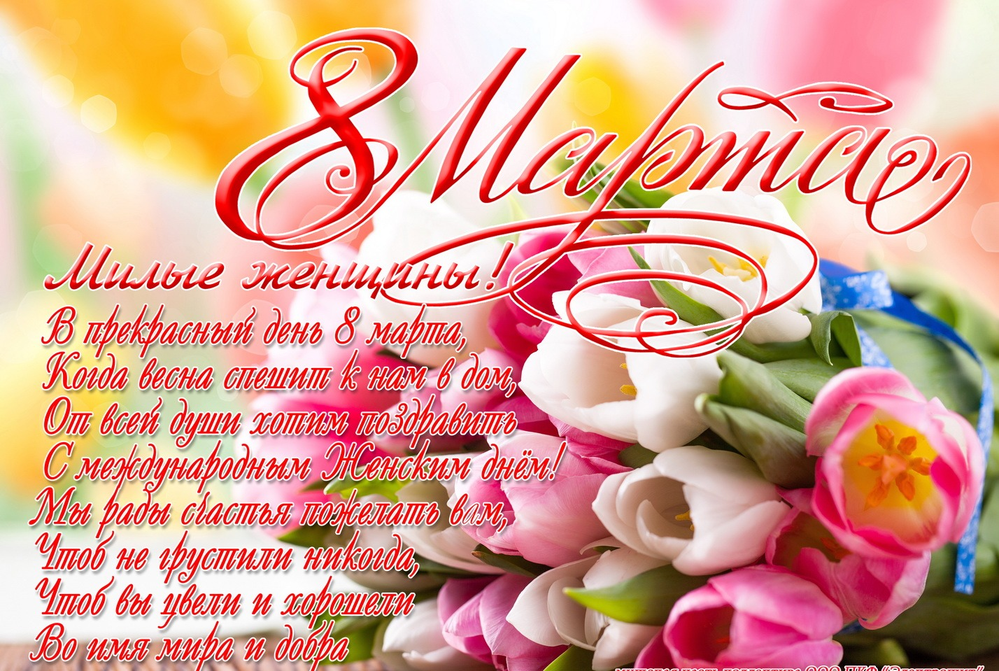 8 Марта
Милые женщины!
В прекрасный день 8 марта,
Когда весна спешит к нам в дом,
От всей души хотим поздравить
С международным Женским днём!
Мы рады счастья пожелать вам,
Чтоб не грустили никогда,
Чтоб вы цвели и хорошели
Во имя мира и добра
ООО ПКФ